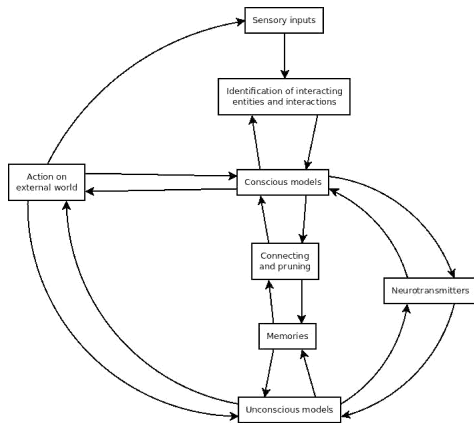 Sensory inputs
Identification of interacting
entities and interactions
Action on
external world
Conscious models
Connecting
and pruning
Neurotransmitters
Memories
Unconscious models